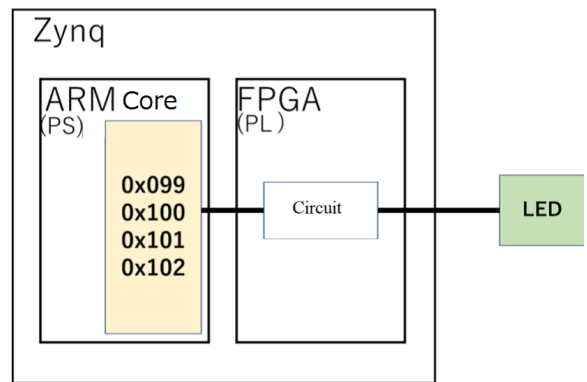 Zynq
ARM Core
(PS)
FPGA
(PL)
0x099
0x100
0x101
0x102
Circuit
LED